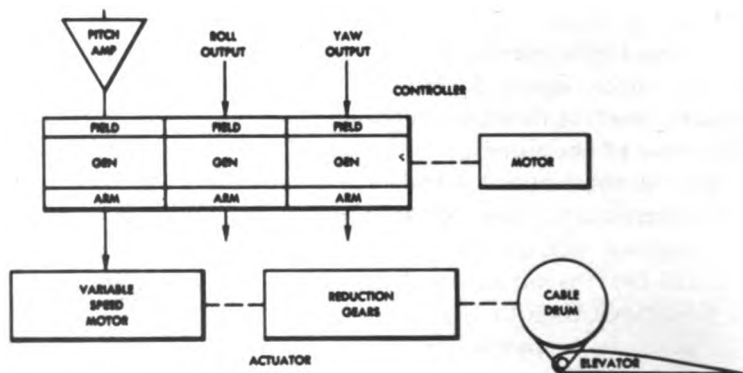 PITCH
AMP
ROLL
OUTPUT
YAW
OUTPUT
CONTROLLER
FIELD FIELD FIELD
GEN GEN GEN
MOTOR
ARM ARM ARM
VARIABLE
SPEED
MOTOR
REDUCTION
GEARS
CABLE
DRUM
ACTUATOR
ELEVATOR